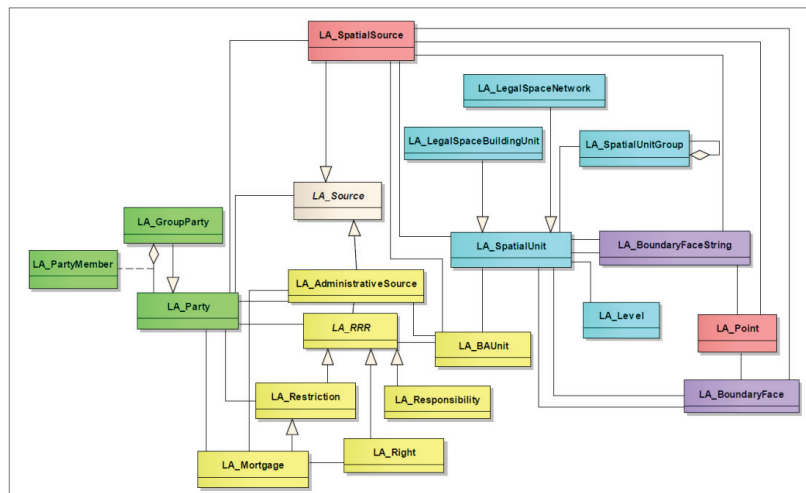 LA_SpatialSource
LA_LegalSpaceNetwork
LA_LegalSpaceBuildingUnit
LA_SpatialUnitGroup
LA_Source
LA_GroupParty
LA_SpatialUnit
LA_BoundaryFaceString
LA_PartyMember
LA_AdministrativeSource
LA_Party
LA_Level
LA_RRR
LA_Point
LA_BAUnit
LA_BoundaryFace
LA_Restriction
LA_Responsibility
LA_Right
LA_Mortgage